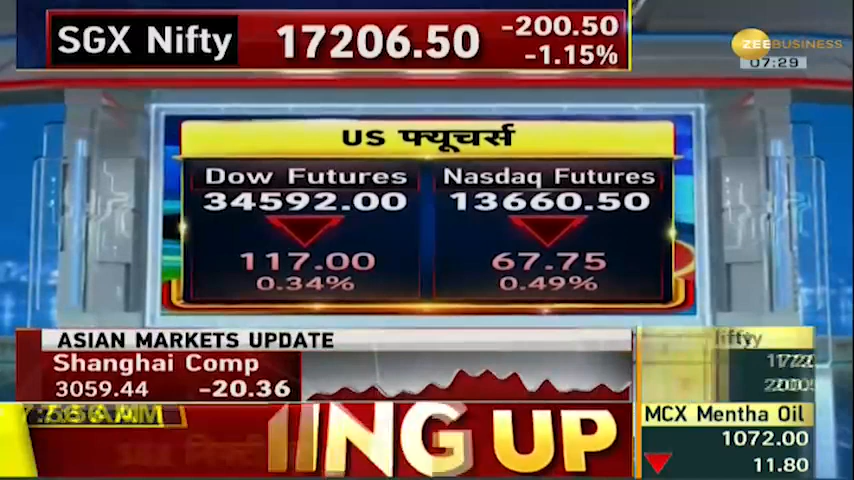 SGX Nifty 17206.50 -200.50
-1.15%
ZEEBUSINESS
07:29
US फ्यूचर्स
Dow Futures
34592.00
117.00
0.34%
Nasdaq Futures
13660.50
67.75
0.49%
ASIAN MARKETS UPDATE
Shanghai Comp
3059.44 -20.36
ING UP
MCX Mentha Oil
1072.00
11.80